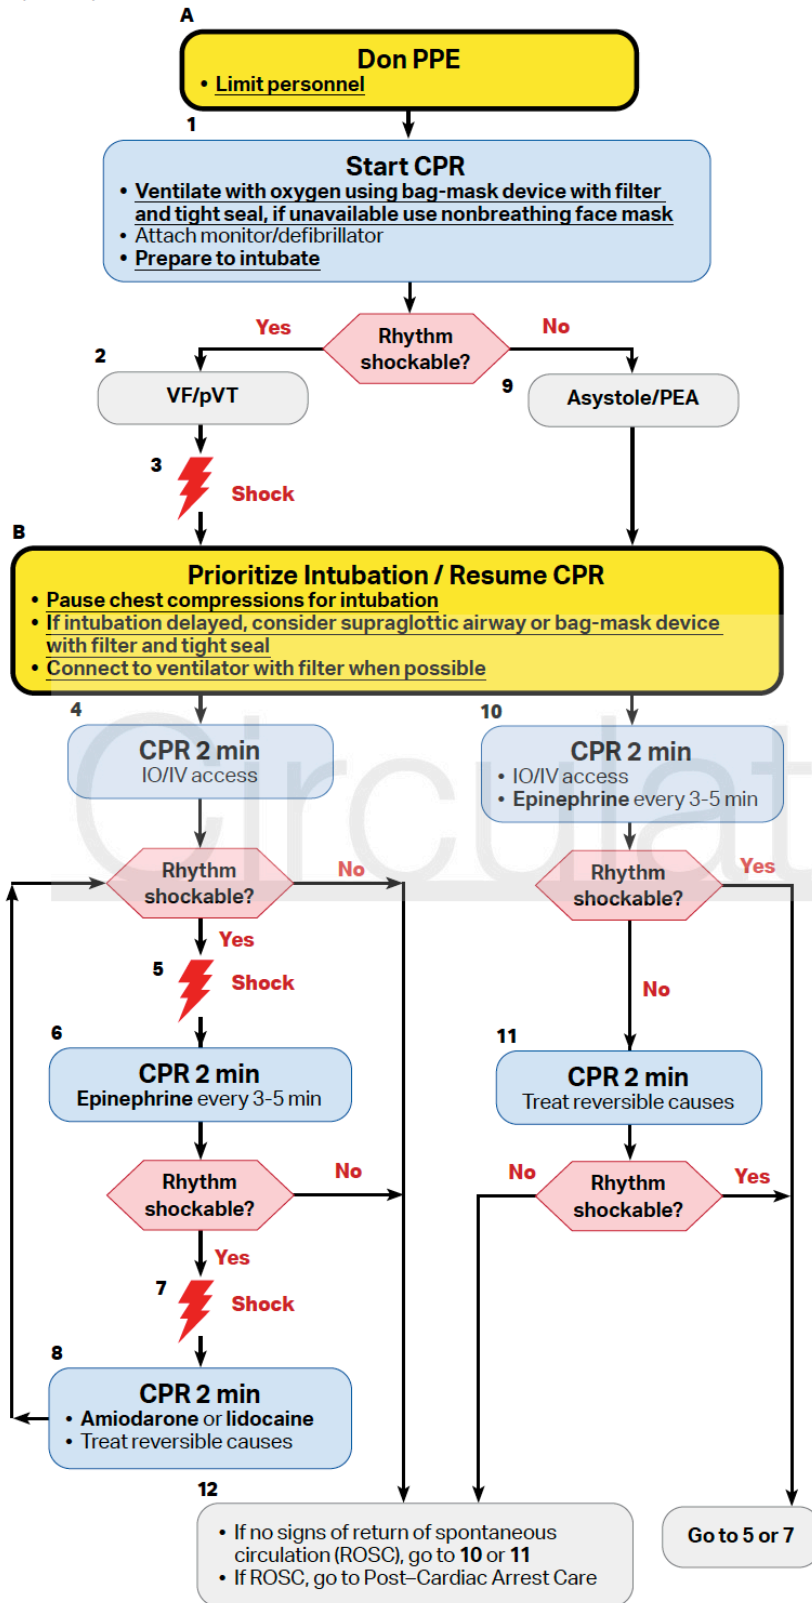 A
Don PPE
• Limit personnel
1
Start CPR
• Ventilate with oxygen using bag-mask device with filter
and tight seal, if unavailable use nonbreathing face mask
• Attach monitor/defibrillator
• Prepare to intubate
Rhythm
shockable?
Yes
No
2
VF/pVT
9
Asystole/PEA
3
Shock
B
Prioritize Intubation / Resume CPR
• Pause chest compressions for intubation
• If intubation delayed, consider supraglottic airway or bag-mask device
with filter and tight seal
• Connect to ventilator with filter when possible
4
CPR 2 min
IO/IV access
10
CPR 2 min
• IO/IV access
• Epinephrine every 3-5 min
Circulat
Rhythm
shockable?
No
Yes
Rhythm
shockable?
Yes
No
5
Shock
6
CPR 2 min
Epinephrine every 3-5 min
11
CPR 2 min
Treat reversible causes
Rhythm
shockable?
No
Yes
Rhythm
shockable?
No
Yes
7
Shock
8
CPR 2 min
• Amiodarone or lidocaine
• Treat reversible causes
12
• If no signs of return of spontaneous
circulation (ROSC), go to 10 or 11
• If ROSC, go to Post–Cardiac Arrest Care
Go to 5 or 7